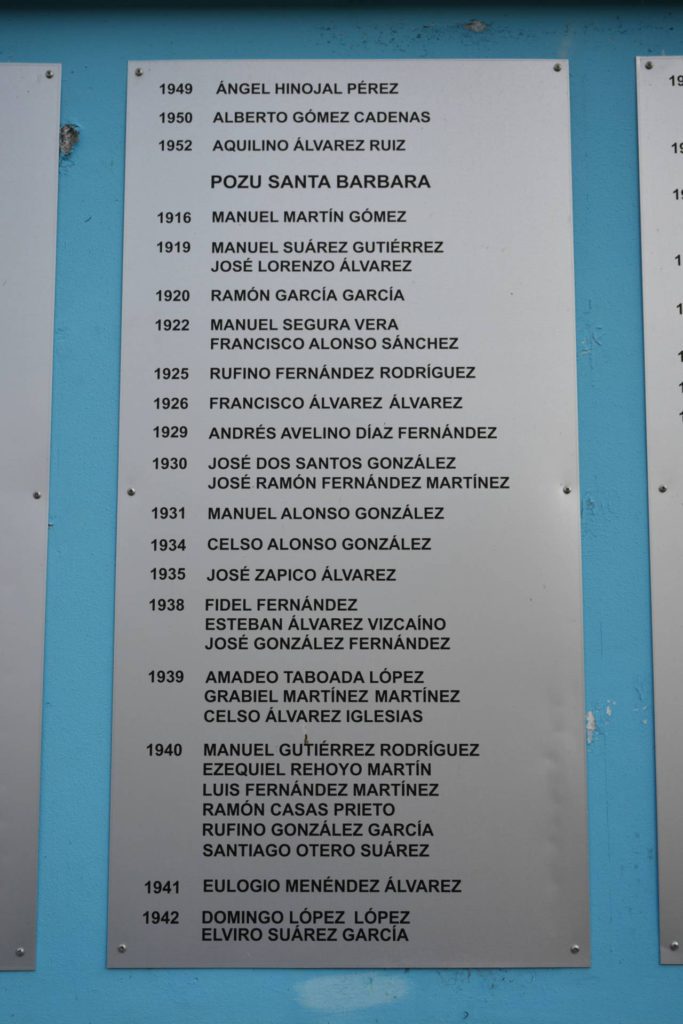 1949 ÁNGEL HINOJAL PÉREZ
1950 ALBERTO GÓMEZ CADENAS
1952 AQUILINO ÁLVAREZ RUIZ
POZU SANTA BARBARA
1916 MANUEL MARTÍN GÓMEZ
1919 MANUEL SUÁREZ GUTIÉRREZ
JOSÉ LORENZO ÁLVAREZ
1920 RAMÓN GARCÍA GARCÍA
1922 MANUEL SEGURA VERA
FRANCISCO ALONSO SÁNCHEZ
1925 RUFINO FERNÁNDEZ RODRÍGUEZ
1926 FRANCISCO ÁLVAREZ ÁLVAREZ
1929 ANDRÉS AVELINO DÍAZ FERNÁNDEZ
1930 JOSÉ DOS SANTOS GONZÁLEZ
JOSÉ RAMÓN FERNÁNDEZ MARTÍNEZ
1931 MANUEL ALONSO GONZÁLEZ
1934 CELSO ALONSO GONZÁLEZ
1935 JOSÉ ZAPICO ÁLVAREZ
1938 FIDEL FERNÁNDEZ
ESTEBAN ÁLVAREZ VIZCAÍNO
JOSÉ GONZÁLEZ FERNÁNDEZ
1939 AMADEO TABOADA LÓPEZ
GRABIEL MARTÍNEZ MARTÍNEZ
CELSO ÁLVAREZ IGLESIAS
1940 MANUEL GUTIÉRREZ RODRÍGUEZ
EZEQUIEL REHOYO MARTÍN
LUIS FERNÁNDEZ MARTÍNEZ
RAMÓN CASAS PRIETO
RUFINO GONZÁLEZ GARCÍA
SANTIAGO OTERO SUÁREZ
1941 EULOGIO MENÉNDEZ ÁLVAREZ
1942 DOMINGO LÓPEZ LÓPEZ
ELVIRO SUÁREZ GARCÍA